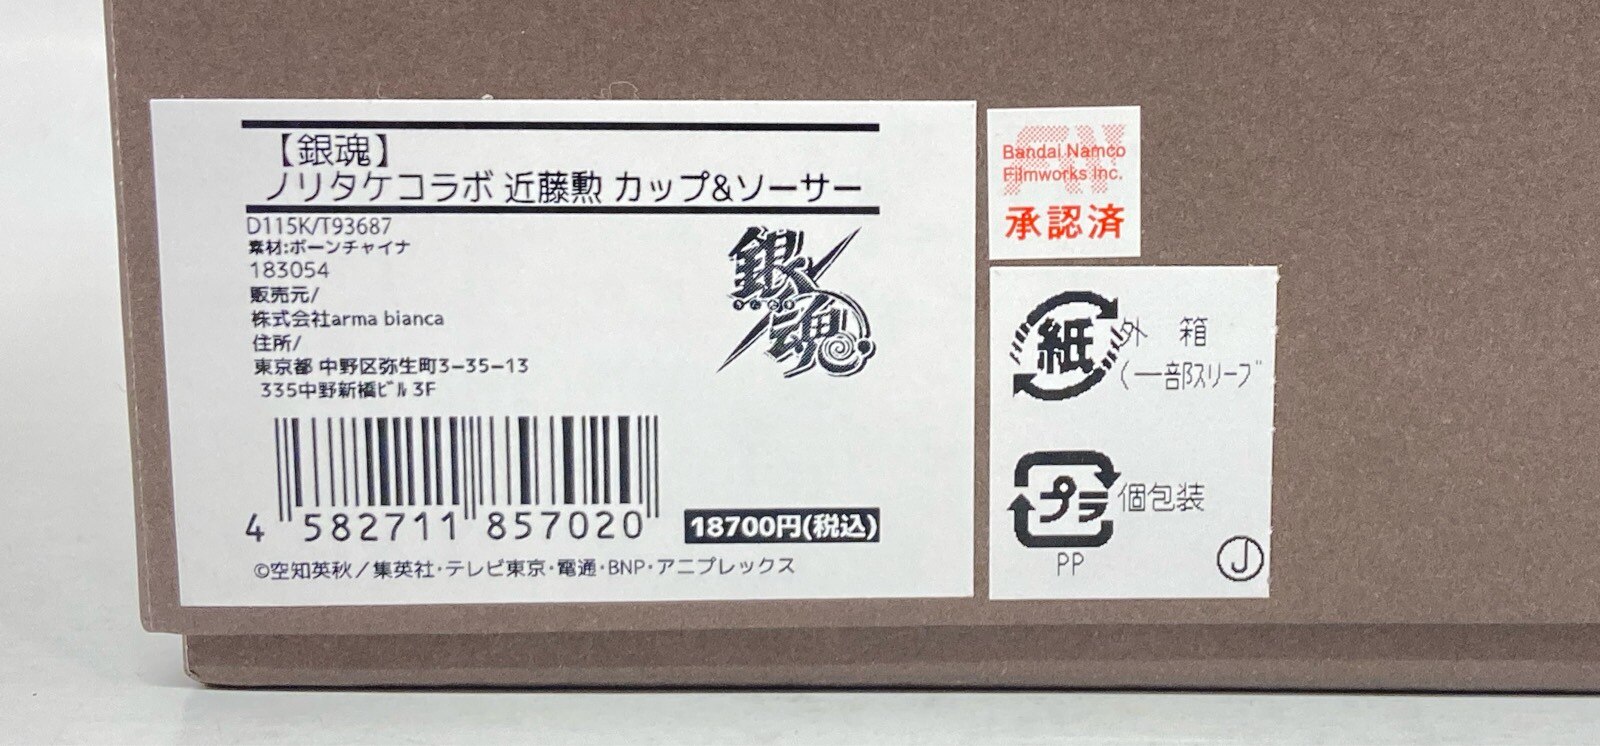 【銀魂】
ノリタケコラボ 近藤勲 カップ&ソーサー
D115K/T93687
素材:ボーンチャイナ
183054
販売元/
株式会社arma bianca
住所/
東京都 中野区弥生町3-35-13
335中野新橋ビル3F
銀魂
ぎんたま
4 582711 857020
18700円(税込)
©空知英秋/集英社・テレビ東京・電通・BNP・アニプレックス
Bandai Namco
Filmworks Inc.
承認済
紙 外 箱
(一部スリーブ
プラ 個包装
PP
J